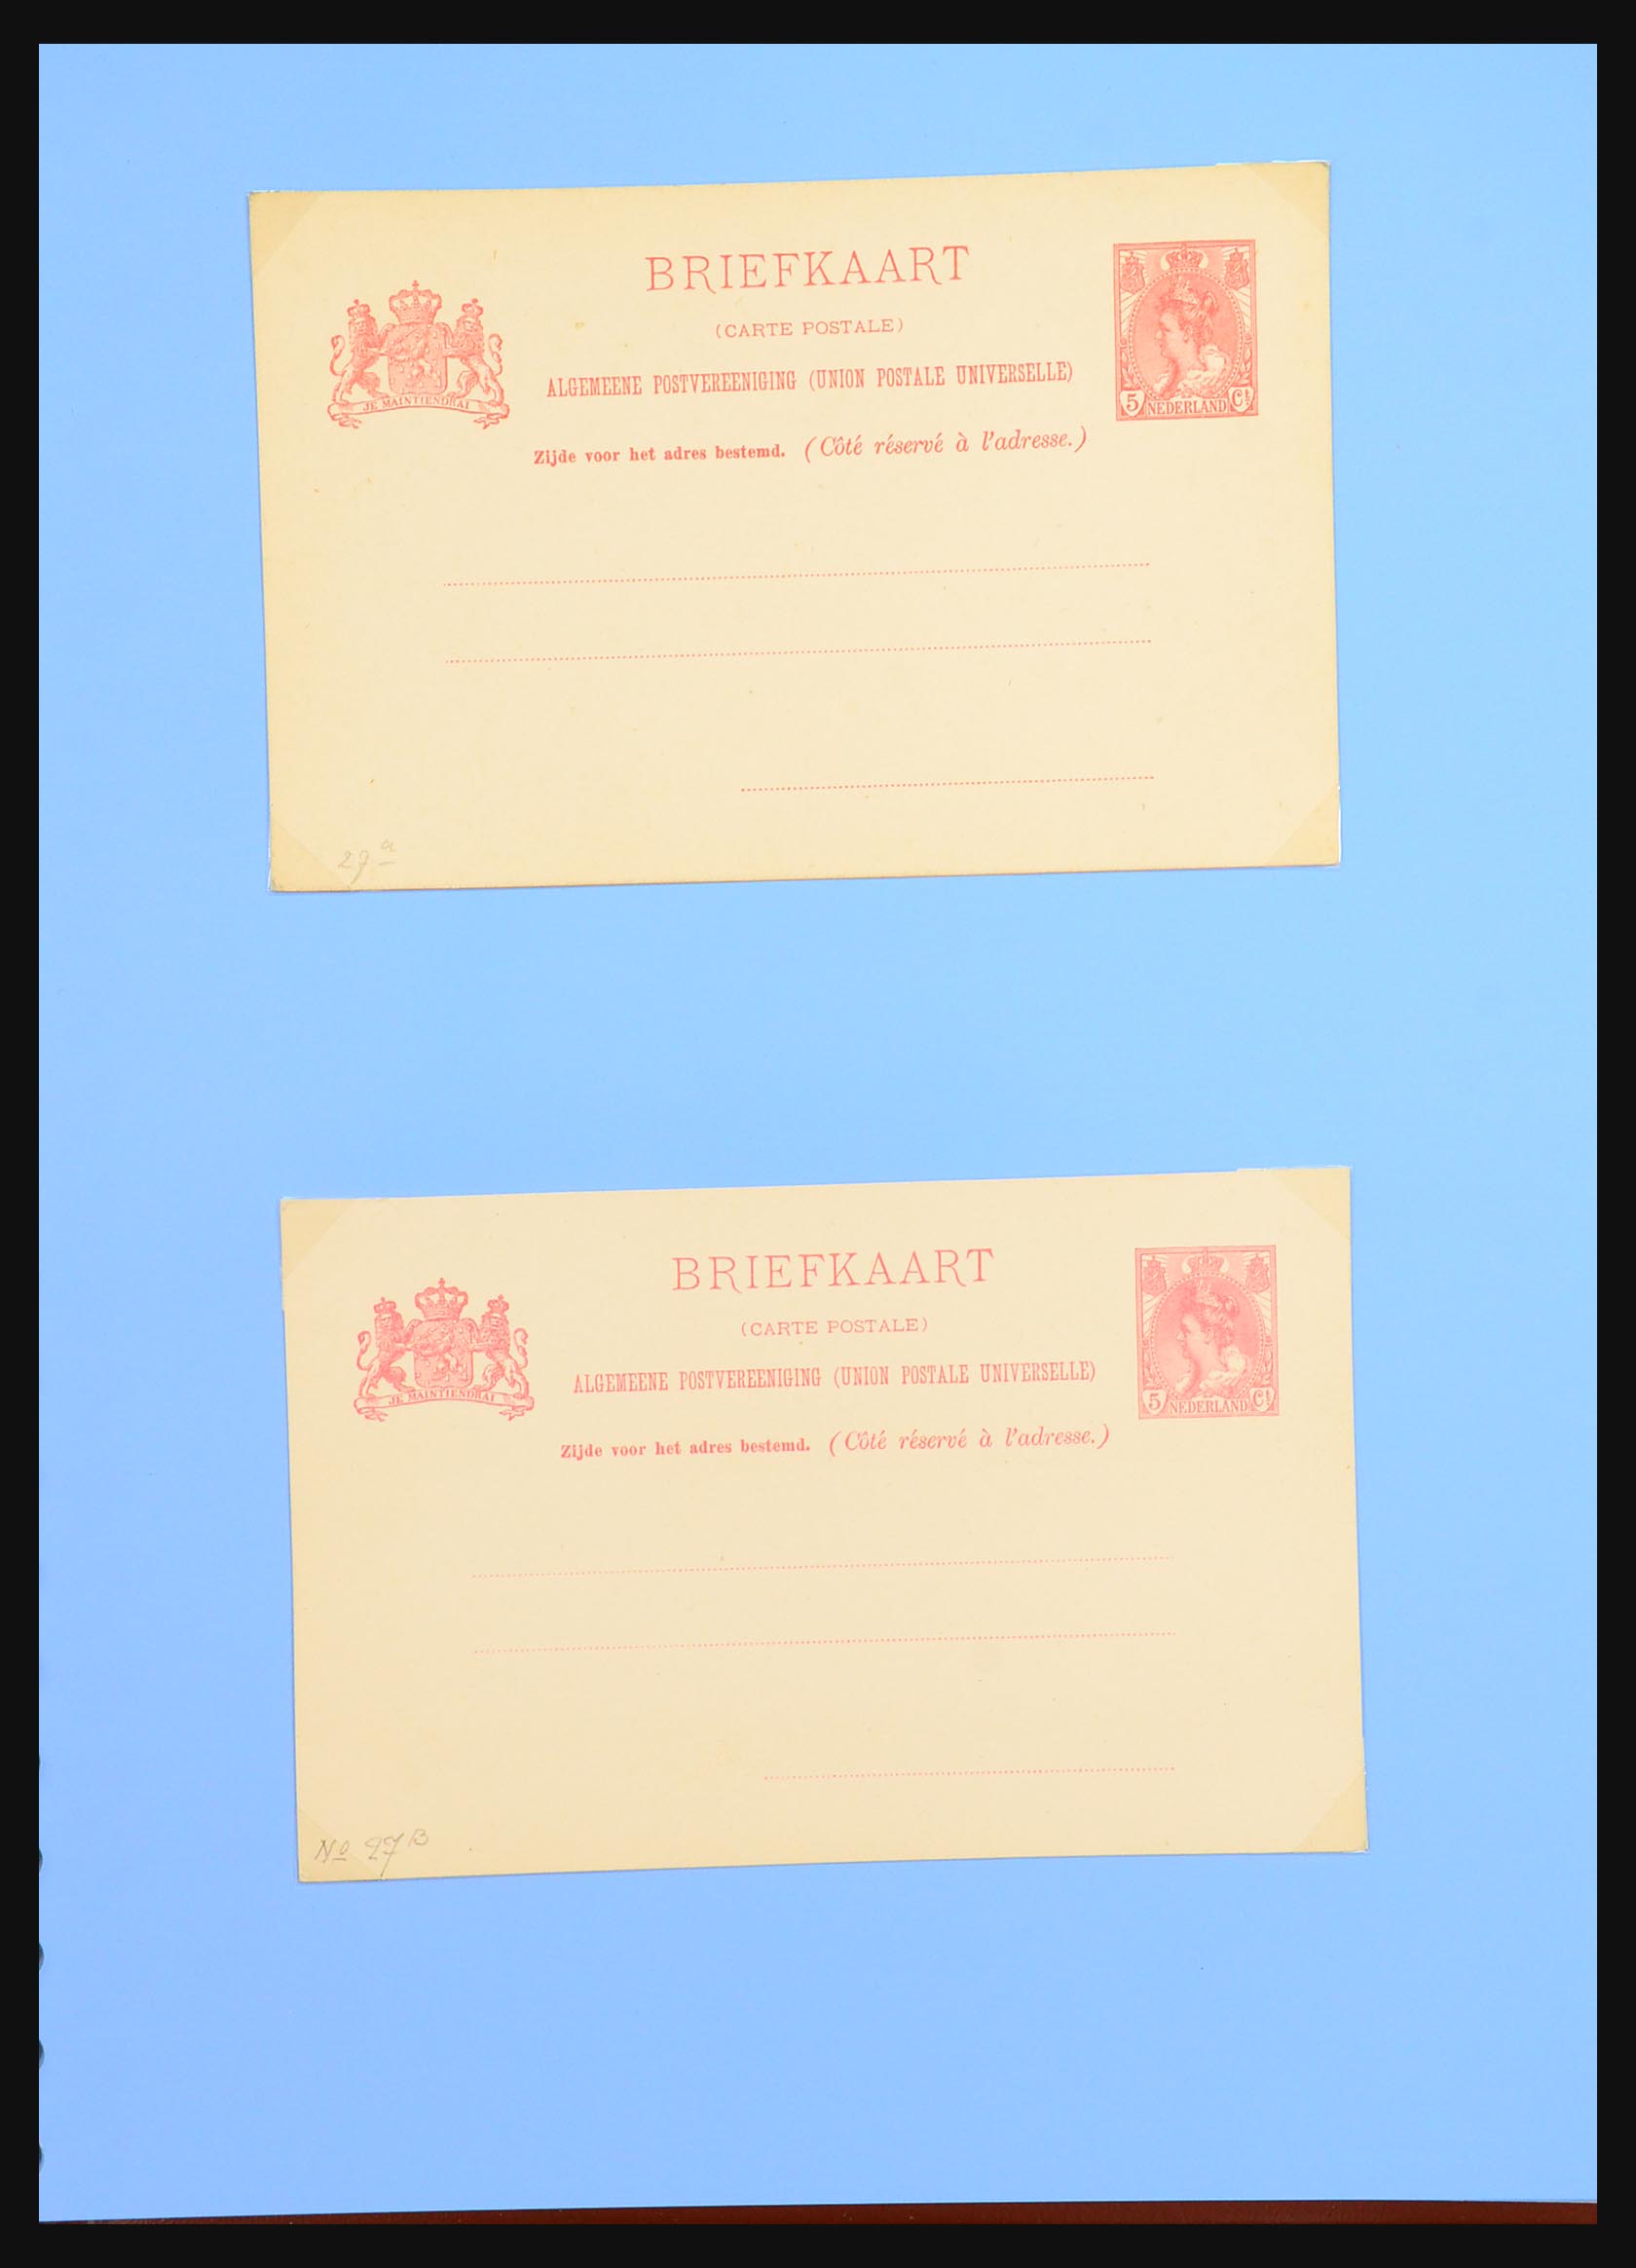 BRIEFKAART
(CARTE POSTALE)
ALGEMEENE POSTVEREENIGING (UNION POSTALE UNIVERSELLE)
Zijde voor het adres bestemd. (Côté réservé à l'adresse.)
JE MAINTIENDRAI
5 NEDERLAND Ct
29a
BRIEFKAART
(CARTE POSTALE)
ALGEMEENE POSTVEREENIGING (UNION POSTALE UNIVERSELLE)
Zijde voor het adres bestemd. (Côté réservé à l'adresse.)
JE MAINTIENDRAI
5 NEDERLAND Ct
No 27B